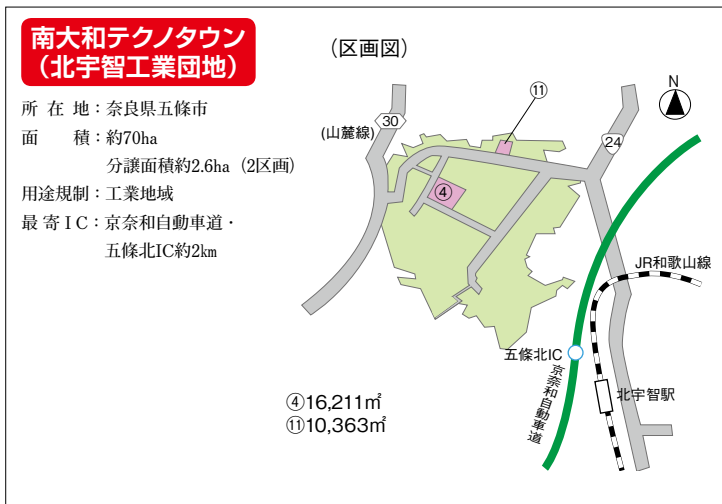 南大和テクノタウン
(北宇智工業団地)
所在地:奈良県五條市
面積:約70ha
分譲面積約2.6ha(2区画)
用途規制:工業地域
最寄IC:京奈和自動車道・
五條北IC約2km
(区画図)
⑪
N
30
(山麓線)
24
④
JR和歌山線
五條北IC
京奈和自動車道
北宇智駅
④16,211㎡
⑪10,363㎡